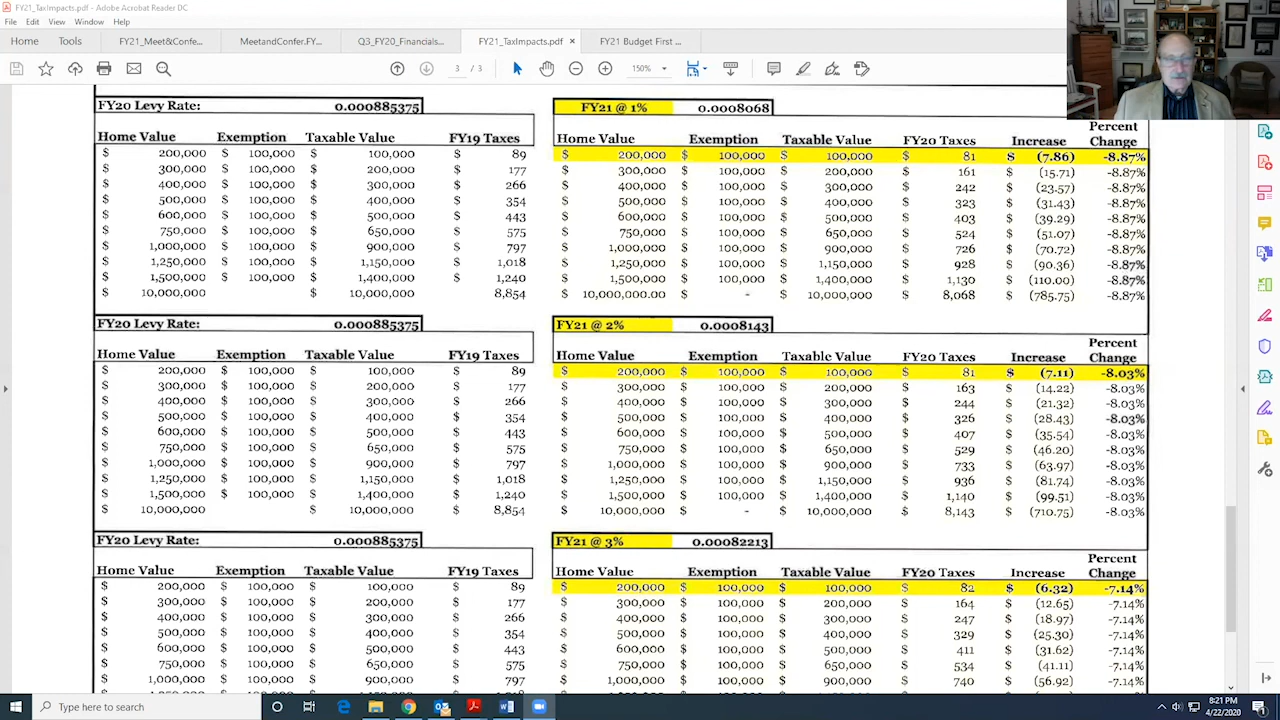 FY21_TaxImpacts.pdf - Adobe Acrobat Reader DC
File Edit View Window Help
Home Tools FY21_Meet&Confe... MeetandConfer.FY... Q3_FY20_Financials... FY21_TaxImpacts.pdf × FY21 Budget First ...
3 / 3 150%
FY20 Levy Rate: 0.000885375 FY21 @ 1% 0.0008068
Percent
Home Value Exemption Taxable Value FY19 Taxes Home Value Exemption Taxable Value FY20 Taxes Increase Change
$ 200,000 $ 100,000 $ 100,000 $ 89 $ 200,000 $ 100,000 $ 100,000 $ 81 $ (7.86) -8.87%
$ 300,000 $ 100,000 $ 200,000 $ 177 $ 300,000 $ 100,000 $ 200,000 $ 161 $ (15.71) -8.87%
$ 400,000 $ 100,000 $ 300,000 $ 266 $ 400,000 $ 100,000 $ 300,000 $ 242 $ (23.57) -8.87%
$ 500,000 $ 100,000 $ 400,000 $ 354 $ 500,000 $ 100,000 $ 400,000 $ 323 $ (31.43) -8.87%
$ 600,000 $ 100,000 $ 500,000 $ 443 $ 600,000 $ 100,000 $ 500,000 $ 403 $ (39.29) -8.87%
$ 750,000 $ 100,000 $ 650,000 $ 575 $ 750,000 $ 100,000 $ 650,000 $ 524 $ (51.07) -8.87%
$ 1,000,000 $ 100,000 $ 900,000 $ 797 $ 1,000,000 $ 100,000 $ 900,000 $ 726 $ (70.72) -8.87%
$ 1,250,000 $ 100,000 $ 1,150,000 $ 1,018 $ 1,250,000 $ 100,000 $ 1,150,000 $ 928 $ (90.36) -8.87%
$ 1,500,000 $ 100,000 $ 1,400,000 $ 1,240 $ 1,500,000 $ 100,000 $ 1,400,000 $ 1,130 $ (110.00) -8.87%
$ 10,000,000 $ 10,000,000 8,854 $ 10,000,000.00 $ - $ 10,000,000 $ 8,068 $ (785.75) -8.87%
FY20 Levy Rate: 0.000885375 FY21 @ 2% 0.0008143
Percent
Home Value Exemption Taxable Value FY19 Taxes Home Value Exemption Taxable Value FY20 Taxes Increase Change
$ 200,000 $ 100,000 $ 100,000 $ 89 $ 200,000 $ 100,000 $ 100,000 $ 81 $ (7.11) -8.03%
$ 300,000 $ 100,000 $ 200,000 $ 177 $ 300,000 $ 100,000 $ 200,000 $ 163 $ (14.22) -8.03%
$ 400,000 $ 100,000 $ 300,000 $ 266 $ 400,000 $ 100,000 $ 300,000 $ 244 $ (21.32) -8.03%
$ 500,000 $ 100,000 $ 400,000 $ 354 $ 500,000 $ 100,000 $ 400,000 $ 326 $ (28.43) -8.03%
$ 600,000 $ 100,000 $ 500,000 $ 443 $ 600,000 $ 100,000 $ 500,000 $ 407 $ (35.54) -8.03%
$ 750,000 $ 100,000 $ 650,000 $ 575 $ 750,000 $ 100,000 $ 650,000 $ 529 $ (46.20) -8.03%
$ 1,000,000 $ 100,000 $ 900,000 $ 797 $ 1,000,000 $ 100,000 $ 900,000 $ 733 $ (63.97) -8.03%
$ 1,250,000 $ 100,000 $ 1,150,000 $ 1,018 $ 1,250,000 $ 100,000 $ 1,150,000 $ 936 $ (81.74) -8.03%
$ 1,500,000 $ 100,000 $ 1,400,000 $ 1,240 $ 1,500,000 $ 100,000 $ 1,400,000 $ 1,140 $ (99.51) -8.03%
$ 10,000,000 $ 10,000,000 $ 8,854 $ 10,000,000 $ - $ 10,000,000 $ 8,143 $ (710.75) -8.03%
FY20 Levy Rate: 0.000885375 FY21 @ 3% 0.00082213
Percent
Home Value Exemption Taxable Value FY19 Taxes Home Value Exemption Taxable Value FY20 Taxes Increase Change
$ 200,000 $ 100,000 $ 100,000 $ 89 $ 200,000 $ 100,000 $ 100,000 $ 82 $ (6.32) -7.14%
$ 300,000 $ 100,000 $ 200,000 $ 177 $ 300,000 $ 100,000 $ 200,000 $ 164 $ (12.65) -7.14%
$ 400,000 $ 100,000 $ 300,000 $ 266 $ 400,000 $ 100,000 $ 300,000 $ 247 $ (18.97) -7.14%
$ 500,000 $ 100,000 $ 400,000 $ 354 $ 500,000 $ 100,000 $ 400,000 $ 329 $ (25.30) -7.14%
$ 600,000 $ 100,000 $ 500,000 $ 443 $ 600,000 $ 100,000 $ 500,000 $ 411 $ (31.62) -7.14%
$ 750,000 $ 100,000 $ 650,000 $ 575 $ 750,000 $ 100,000 $ 650,000 $ 534 $ (41.11) -7.14%
$ 1,000,000 $ 100,000 $ 900,000 $ 797 $ 1,000,000 $ 100,000 $ 900,000 $ 740 $ (56.92) -7.14%
Type here to search
8:21 PM
4/22/2020